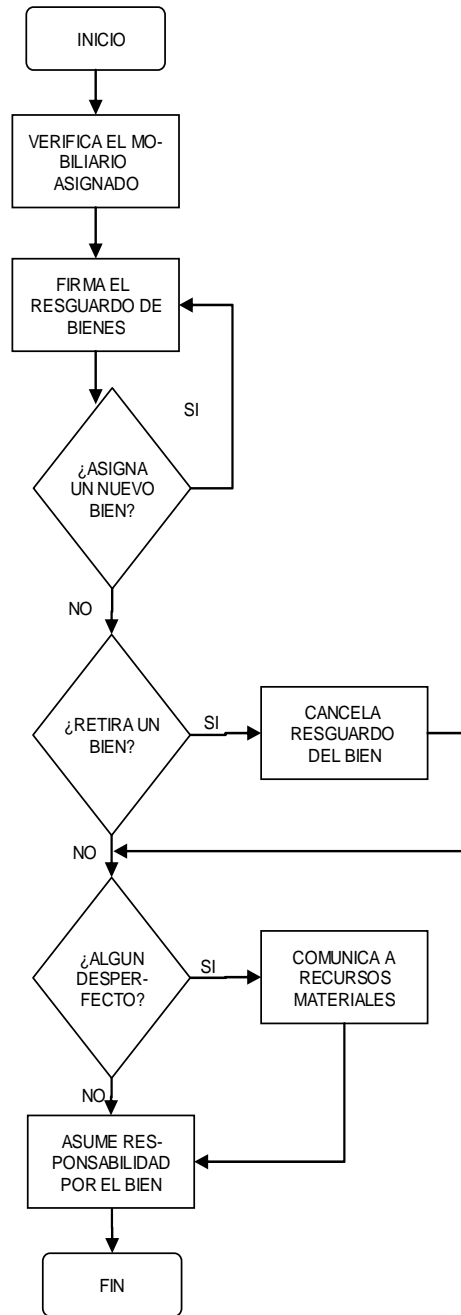 INICIO
VERIFICA EL MO-
BILIARIO
ASIGNADO
FIRMA EL
RESGUARDO DE
BIENES
SI
¿ASIGNA
UN NUEVO
BIEN?
NO
¿RETIRA UN
BIEN?
SI
CANCELA
RESGUARDO
DEL BIEN
NO
¿ALGUN
DESPER-
FECTO?
SI
COMUNICA A
RECURSOS
MATERIALES
NO
ASUME RES-
PONSABILIDAD
POR EL BIEN
FIN